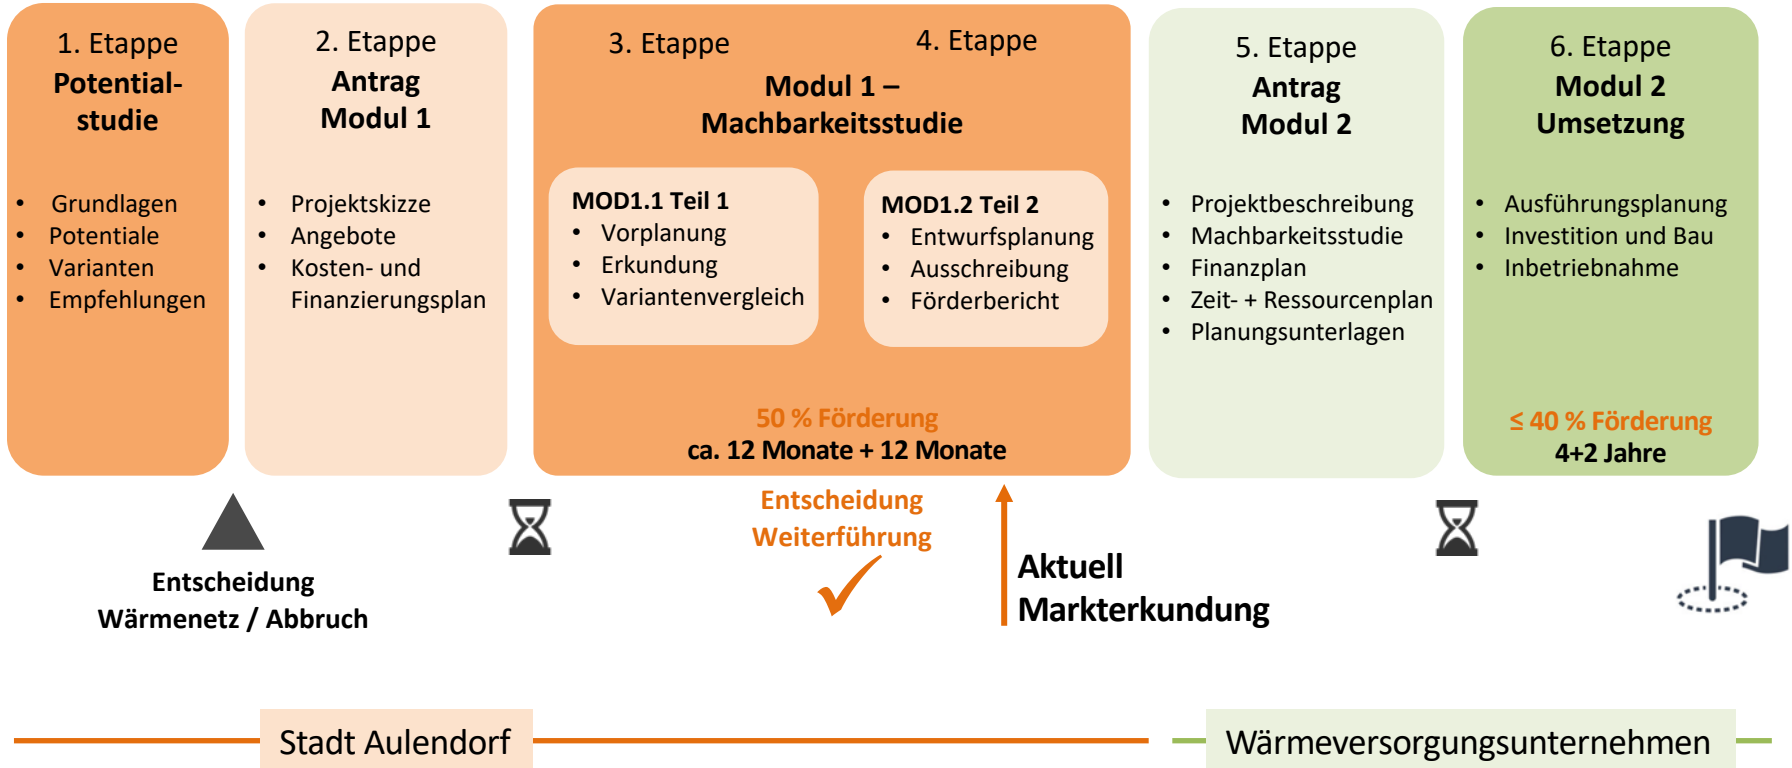 1. Etappe
Potential-
studie
• Grundlagen
• Potentiale
• Varianten
• Empfehlungen
2. Etappe
Antrag
Modul 1
• Projektskizze
• Angebote
• Kosten- und
Finanzierungsplan
3. Etappe
4. Etappe
Modul 1 –
Machbarkeitsstudie
MOD1.1 Teil 1
• Vorplanung
• Erkundung
• Variantenvergleich
MOD1.2 Teil 2
• Entwurfsplanung
• Ausschreibung
• Förderbericht
50 % Förderung
ca. 12 Monate + 12 Monate
5. Etappe
Antrag
Modul 2
• Projektbeschreibung
• Machbarkeitsstudie
• Finanzplan
• Zeit- + Ressourcenplan
• Planungsunterlagen
6. Etappe
Modul 2
Umsetzung
• Ausführungsplanung
• Investition und Bau
• Inbetriebnahme
≤ 40 % Förderung
4+2 Jahre
Entscheidung
Wärmenetz / Abbruch
Entscheidung
Weiterführung
Aktuell
Markterkundung
Stadt Aulendorf
Wärmeversorgungsunternehmen